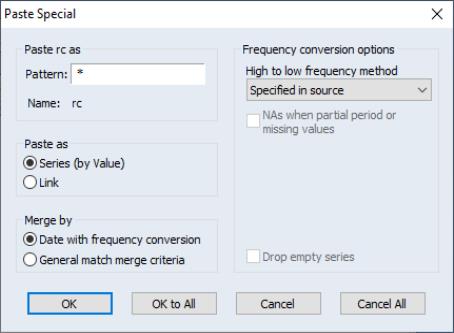 Paste Special
Paste rc as
Pattern: *
Name: rc
Paste as
Series (by Value)
Link
Merge by
Date with frequency conversion
General match merge criteria
Frequency conversion options
High to low frequency method
Specified in source
NAs when partial period or
missing values
Drop empty series
OK
OK to All
Cancel
Cancel All